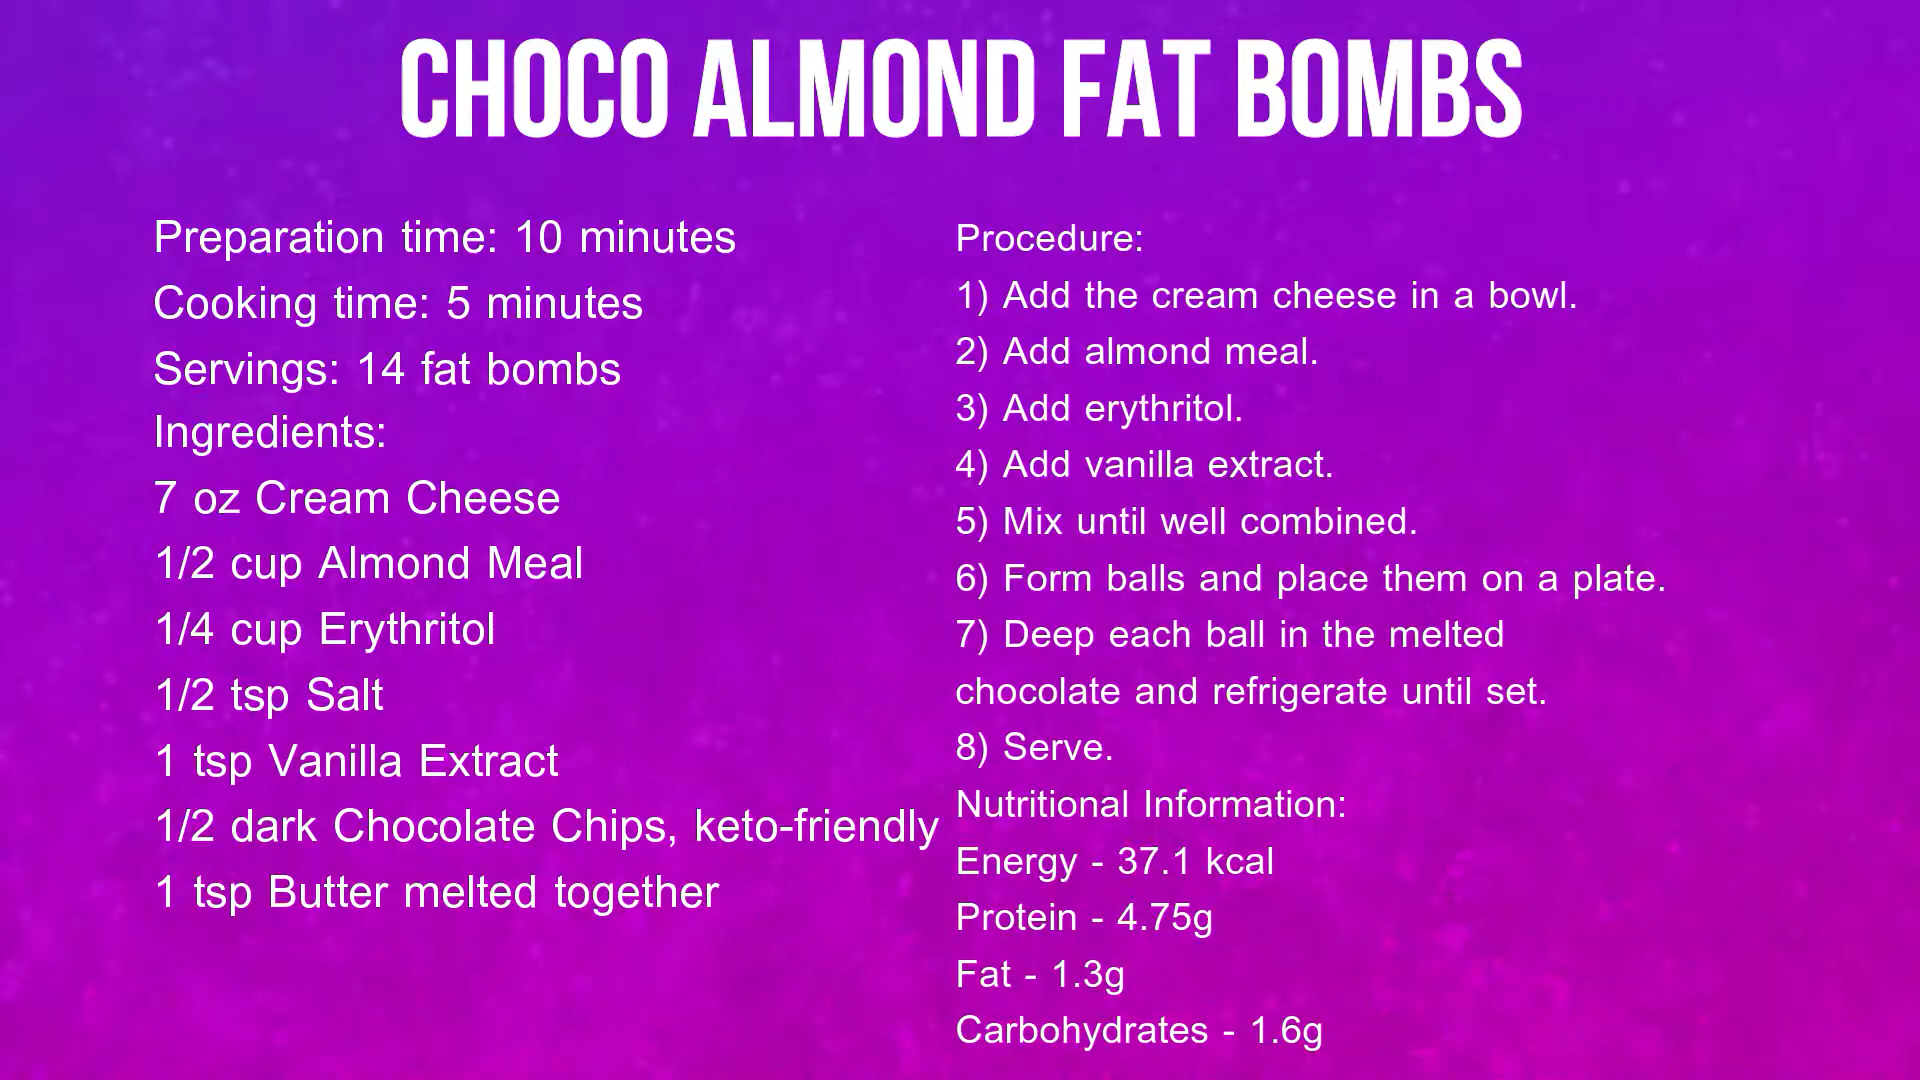 CHOCO ALMOND FAT BOMBS
Preparation time: 10 minutes
Cooking time: 5 minutes
Servings: 14 fat bombs
Ingredients:
7 oz Cream Cheese
1/2 cup Almond Meal
1/4 cup Erythritol
1/2 tsp Salt
1 tsp Vanilla Extract
1/2 dark Chocolate Chips, keto-friendly
1 tsp Butter melted together
Procedure:
1) Add the cream cheese in a bowl.
2) Add almond meal.
3) Add erythritol.
4) Add vanilla extract.
5) Mix until well combined.
6) Form balls and place them on a plate.
7) Deep each ball in the melted
chocolate and refrigerate until set.
8) Serve.
Nutritional Information:
Energy - 37.1 kcal
Protein - 4.75g
Fat - 1.3g
Carbohydrates - 1.6g